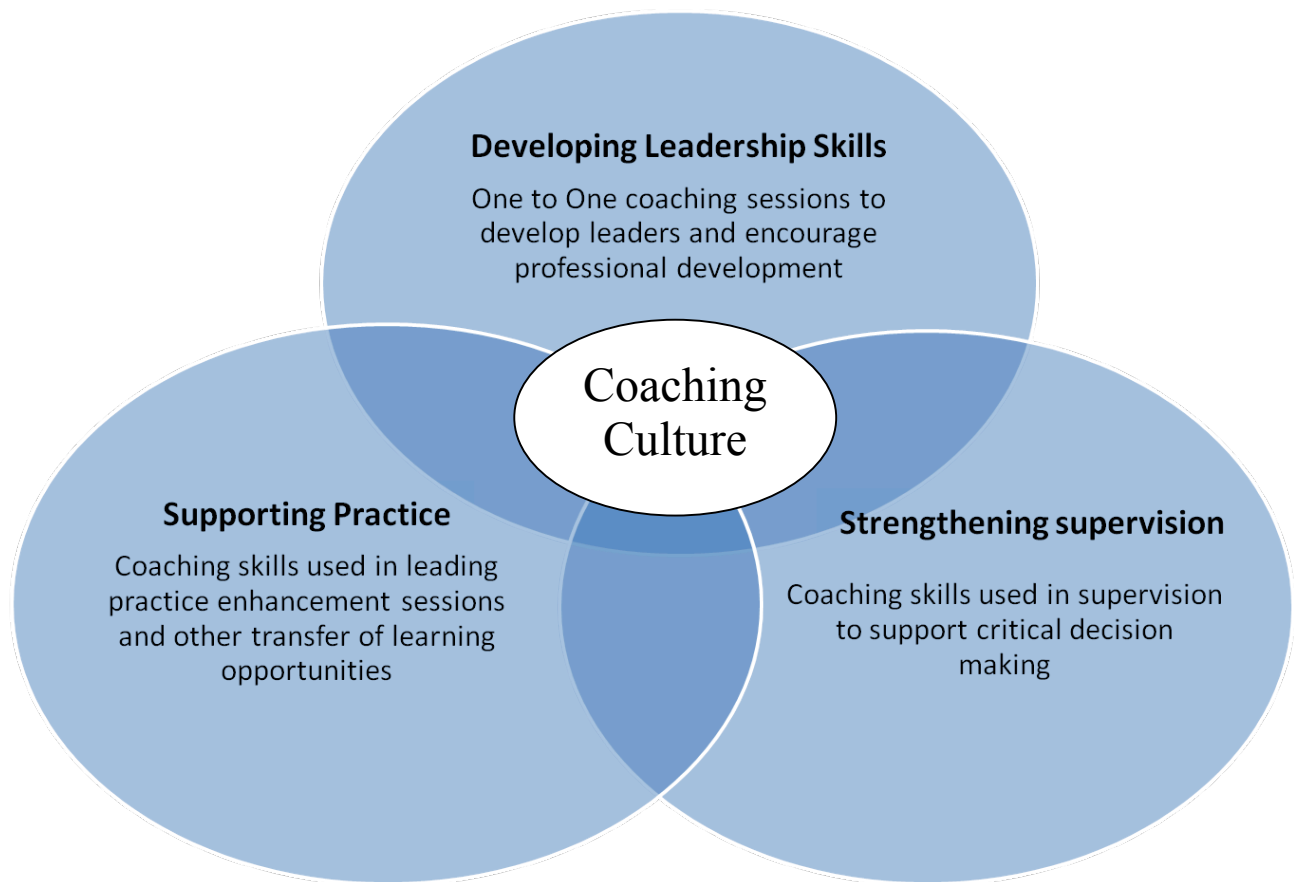 Developing Leadership Skills
One to One coaching sessions to
develop leaders and encourage
professional development
Coaching
Culture
Supporting Practice
Coaching skills used in leading
practice enhancement sessions
and other transfer of learning
opportunities
Strengthening supervision
Coaching skills used in supervision
to support critical decision
making